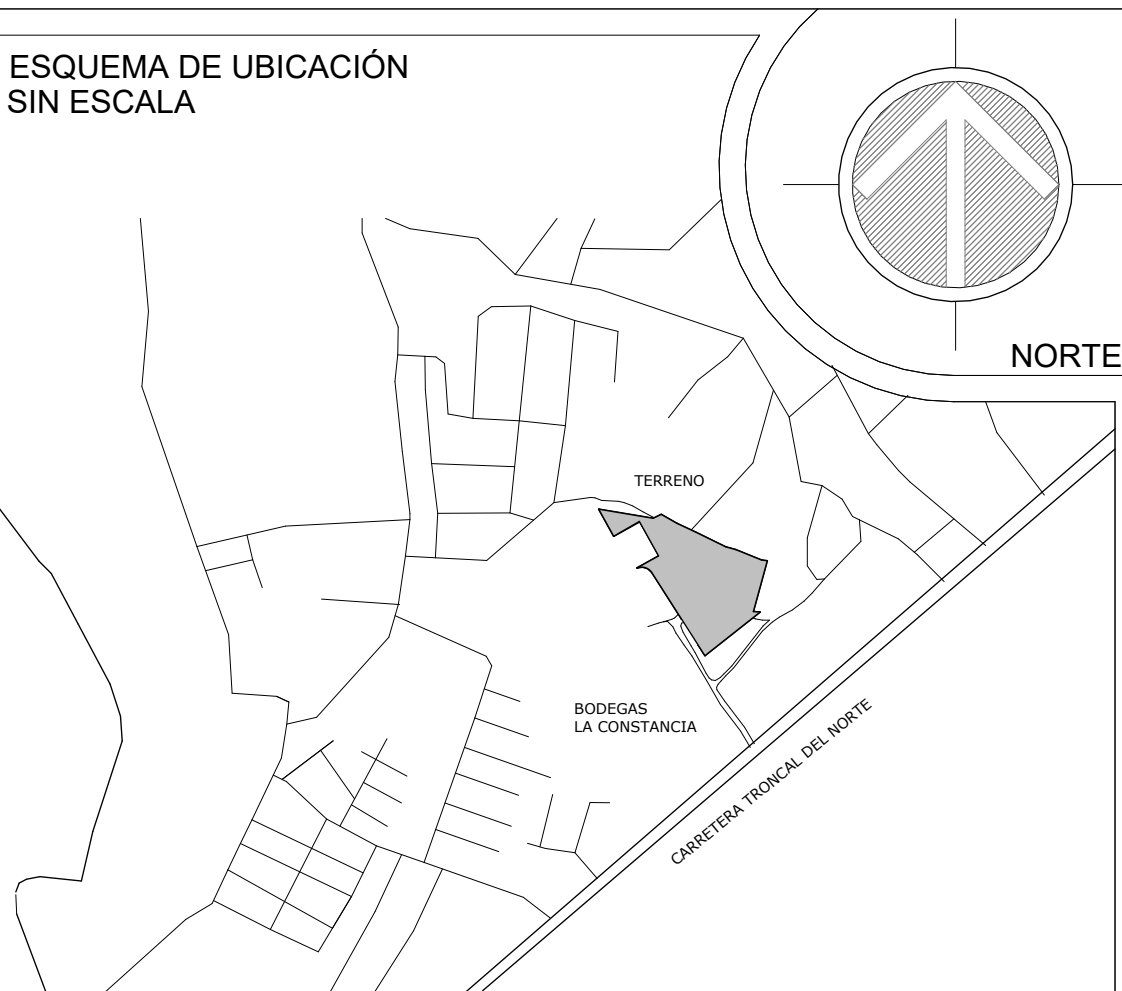 ESQUEMA DE UBICACIÓN
SIN ESCALA
NORTE
TERRENO
BODEGAS
LA CONSTANCIA
CARRETERA TRONCAL DEL NORTE